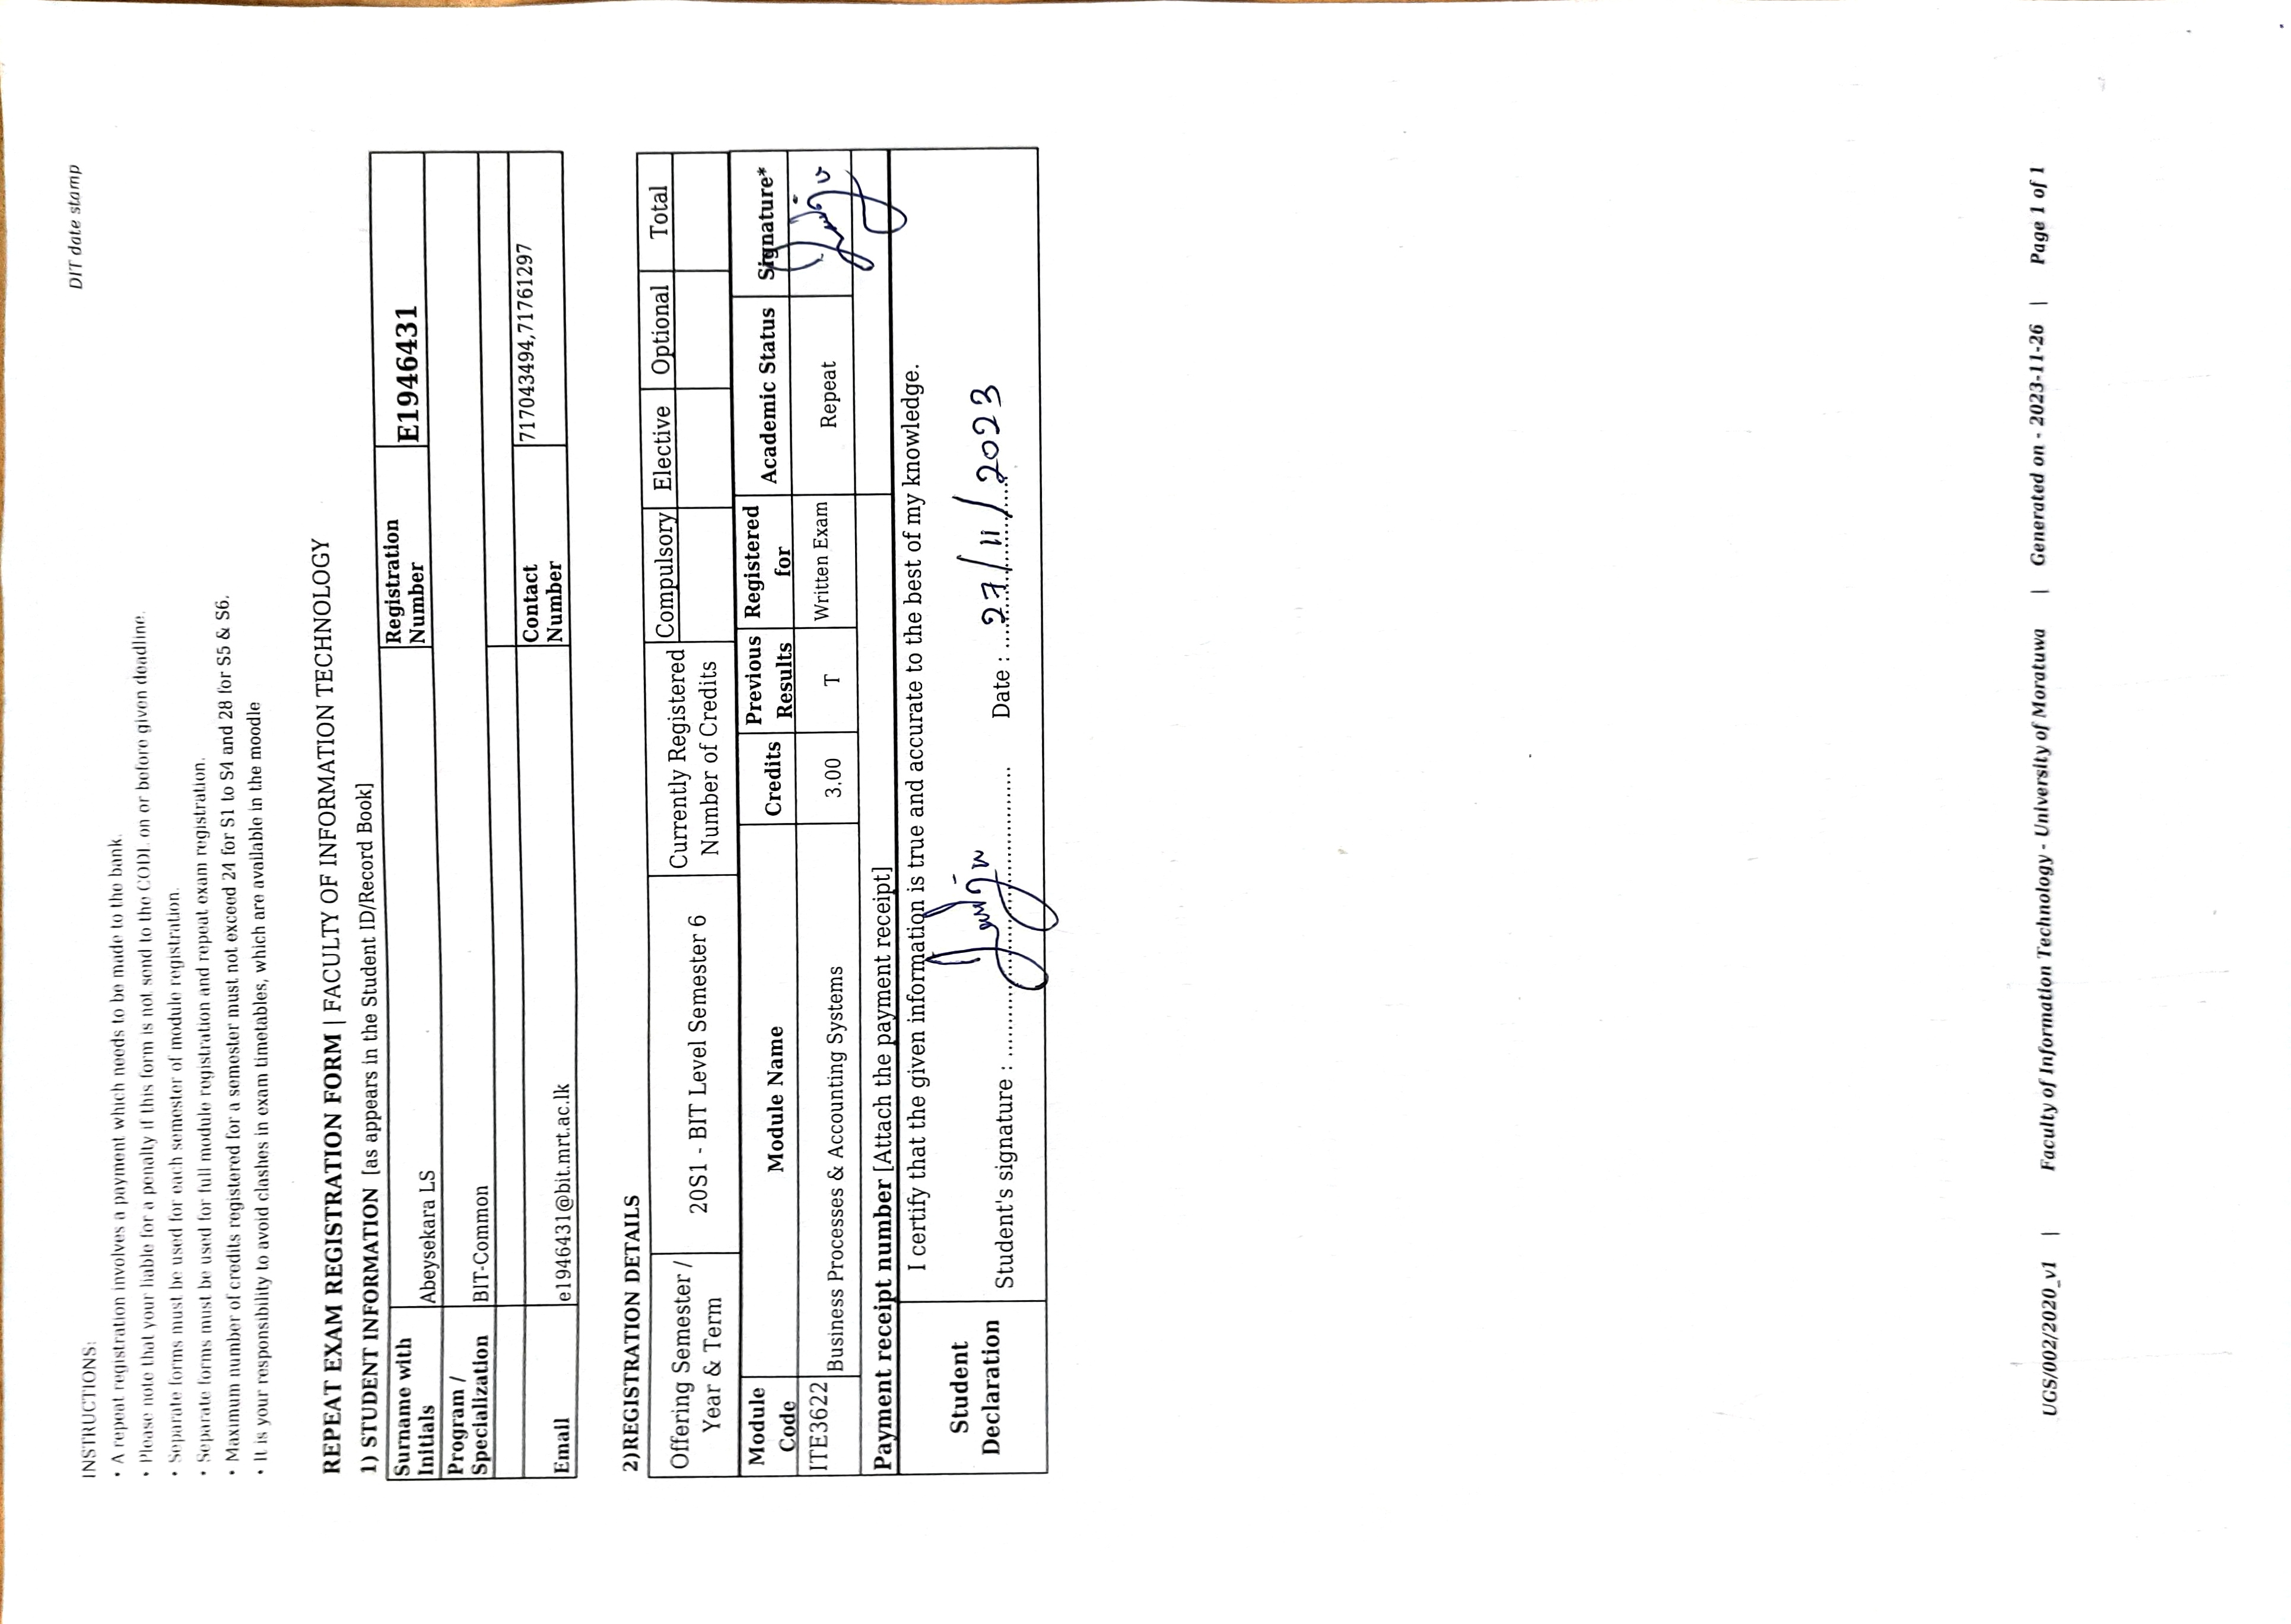 DIT date stamp
INSTRUCTIONS:
• A repeat registration involves a payment which needs to be made to the bank.
• Please note that your liable for a penalty if this form is not send to the CODL on or before given deadline.
• Separate forms must be used for each semester of module registration.
• Separate forms must be used for full module registration and repeat exam registration.
• Maximum number of credits registered for a semester must not exceed 24 for S1 to S4 and 28 for S5 & S6.
• It is your responsibility to avoid clashes in exam timetables, which are available in the moodle
REPEAT EXAM REGISTRATION FORM | FACULTY OF INFORMATION TECHNOLOGY
1) STUDENT INFORMATION [as appears in the Student ID/Record Book]
Surname with Initials Abeysekara LS Registration Number E1946431
Program / Specialization BIT-Common
Email e1946431@bit.mrt.ac.lk Contact Number 717043494,71761297
2)REGISTRATION DETAILS
Offering Semester / Year & Term 20S1 - BIT Level Semester 6 Currently Registered Number of Credits Compulsory Elective Optional Total
Module Code Module Name Credits Previous Results Registered for Academic Status Signature*
ITE3622 Business Processes & Accounting Systems 3.00 T Written Exam Repeat
Payment receipt number [Attach the payment receipt]
Student Declaration
I certify that the given information is true and accurate to the best of my knowledge.
Student's signature : .................... Date : 27/11/2023
UGS/002/2020_v1 | Faculty of Information Technology - University of Moratuwa | Generated on - 2023-11-26 | Page 1 of 1